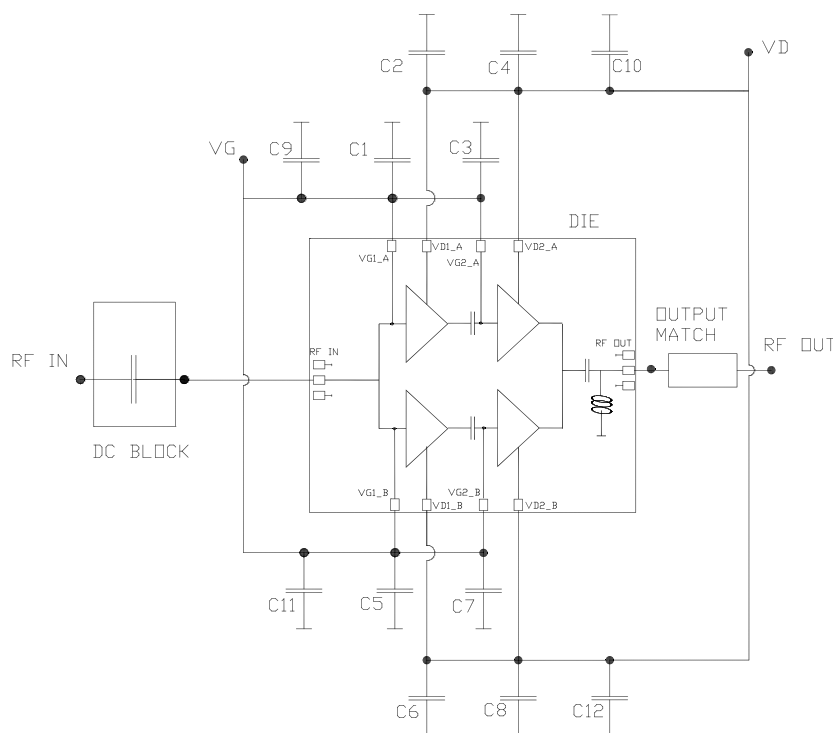 VD
C2
C4
C10
VG
C9
C1
C3
DIE
VD1_A
VD2_A
VG1_A
VG2_A
OUTPUT
MATCH
RF IN
RF IN
RF OUT
RF OUT
DC BLOCK
VG1_B
VG2_B
VD1_B
VD2_B
C11
C5
C7
C6
C8
C12